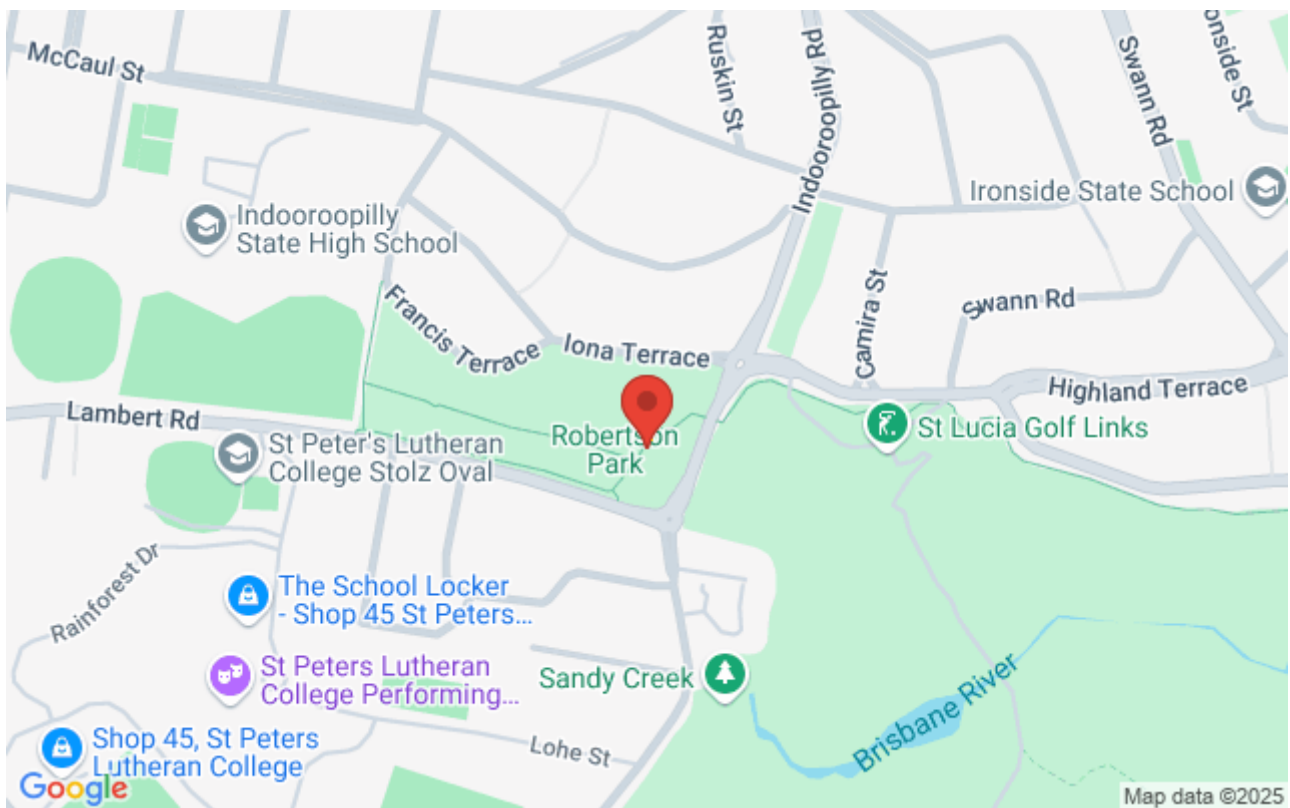 McCaul St
Ruskin St
Indooroopilly Rd
Swann Rd
onside St
Indooroopilly
State High School
Ironside State School
Francis Terrace
Iona Terrace
Camira St
Swann Rd
Highland Terrace
Lambert Rd
St Peter's Lutheran
College Stolz Oval
Robertson
Park
St Lucia Golf Links
Rainforest Dr
The School Locker
- Shop 45 St Peters...
St Peters Lutheran
College Performing...
Sandy Creek
Brisbane River
Shop 45, St Peters
Lutheran College
Lohe St
Google
Map data ©2025